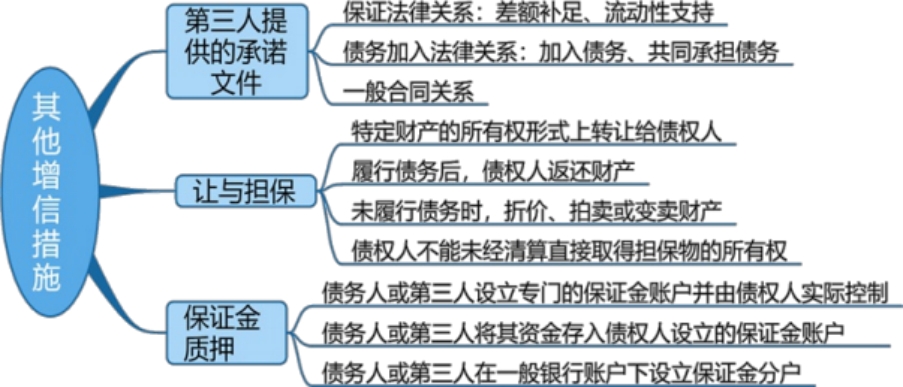 其他增信措施
第三人提
供的承诺
文件
保证法律关系：差额补足、流动性支持
债务加入法律关系：加入债务、共同承担债务
一般合同关系
让与担保
特定财产的所有权形式上转让给债权人
履行债务后，债权人返还财产
未履行债务时，折价、拍卖或变卖财产
债权人不能未经清算直接取得担保物的所有权
保证金
质押
债务人或第三人设立专门的保证金账户并由债权人实际控制
债务人或第三人将其资金存入债权人设立的保证金账户
债务人或第三人在一般银行账户下设立保证金分户